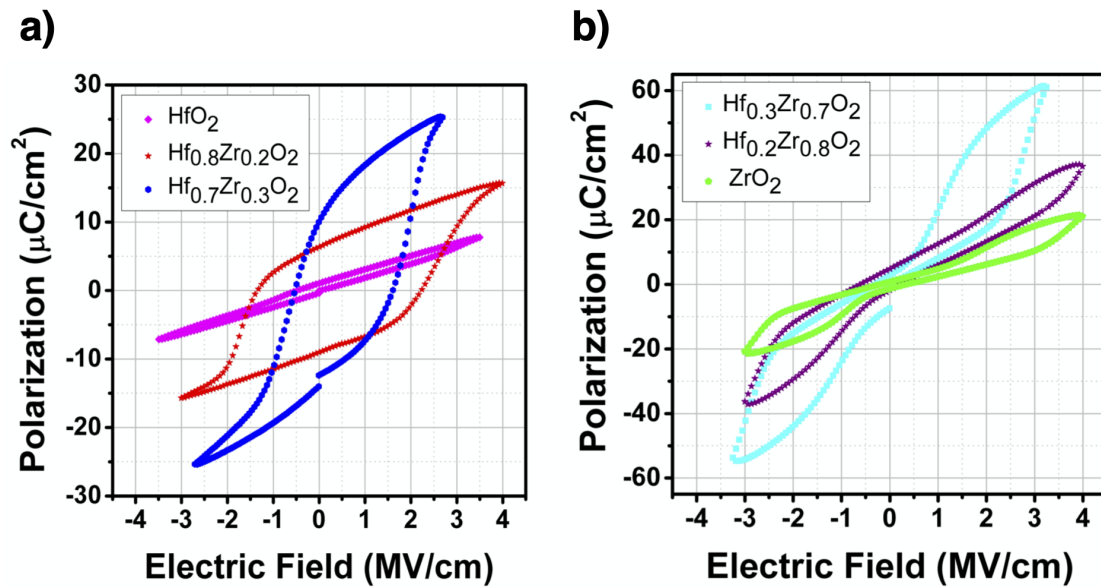 a)
30
20
10
0
-10
-20
-30
Polarization (μC/cm²)
HfO₂
Hf₀.₈Zr₀.₂O₂
Hf₀.₇Zr₀.₃O₂
-4 -3 -2 -1 0 1 2 3 4
Electric Field (MV/cm)
b)
60
40
20
0
-20
-40
-60
Polarization (μC/cm²)
Hf₀.₃Zr₀.₇O₂
Hf₀.₂Zr₀.₈O₂
ZrO₂
-4 -3 -2 -1 0 1 2 3 4
Electric Field (MV/cm)